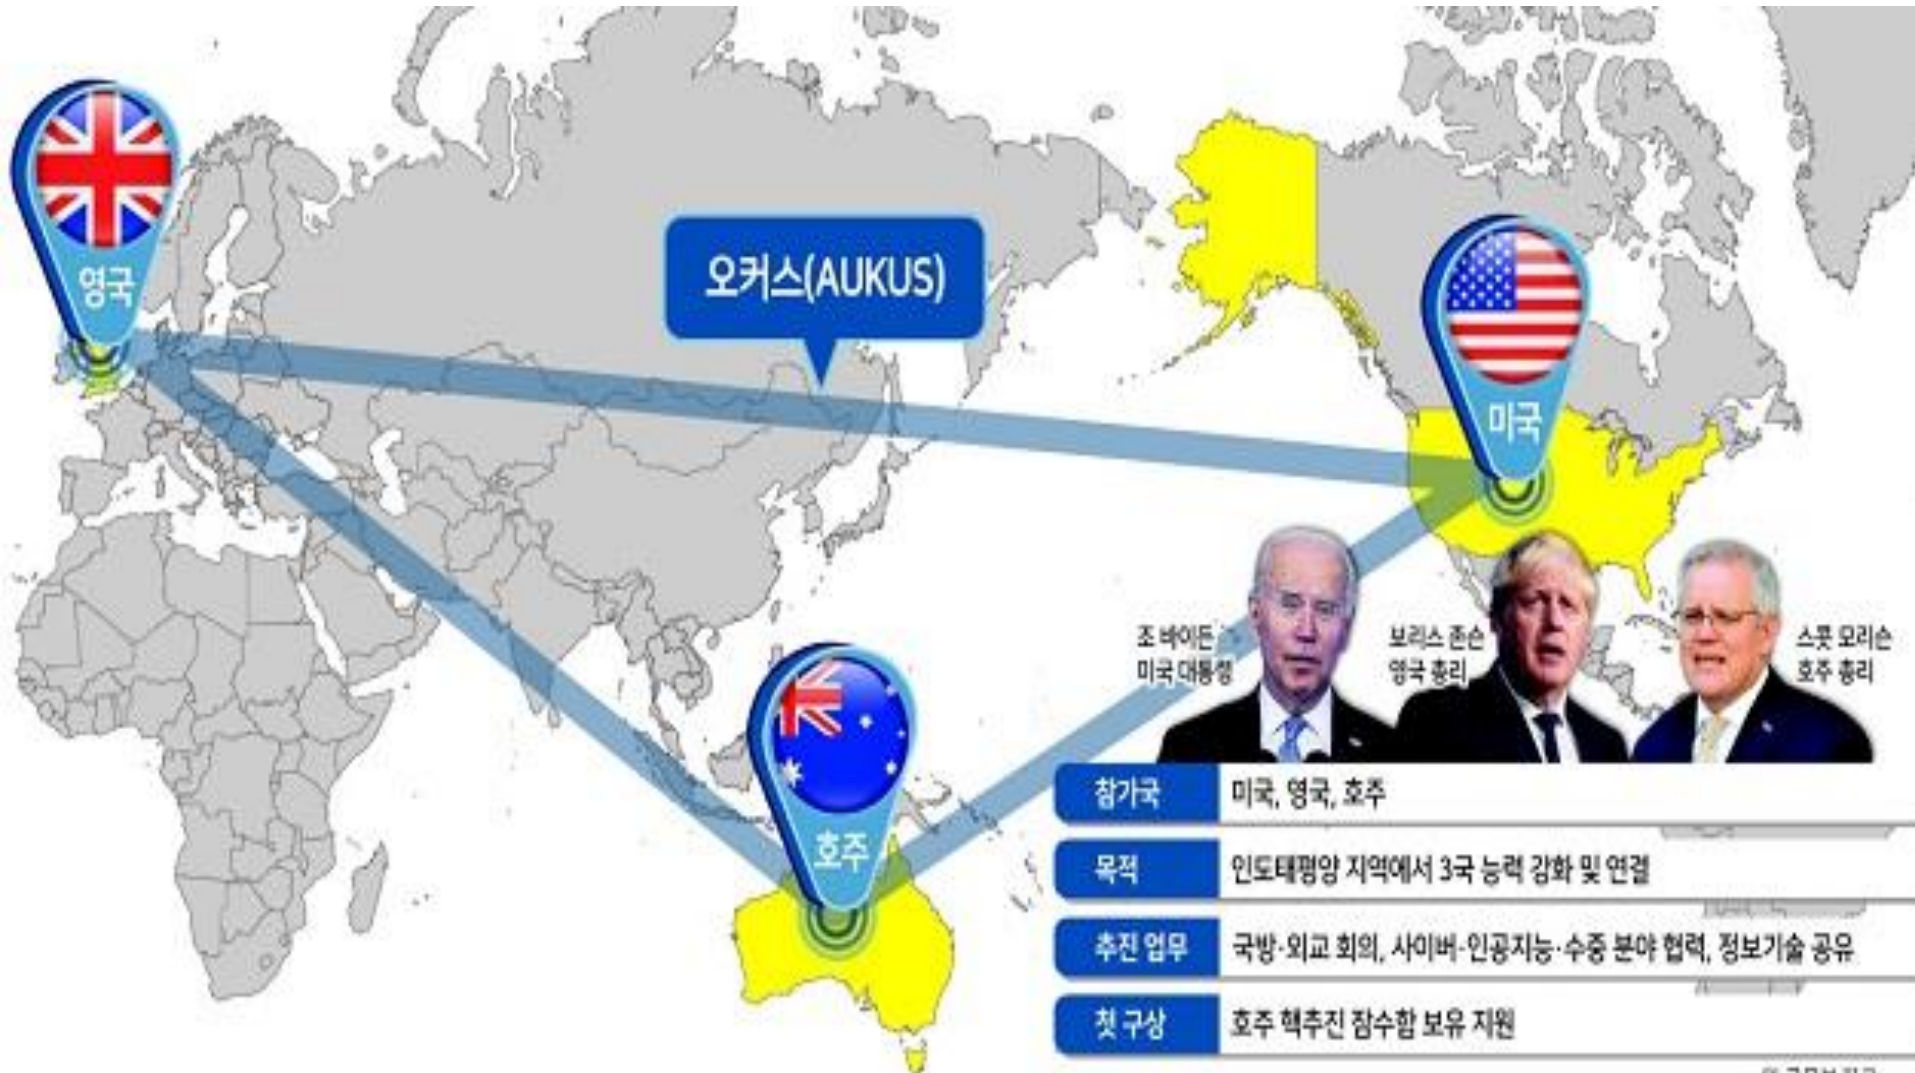 영국
오커스(AUKUS)
미국
호주
조 바이든
미국 대통령
보리스 존슨
영국 총리
스콧 모리슨
호주 총리
참가국 미국, 영국, 호주
목적 인도태평양 지역에서 3국 능력 강화 및 연결
추진 업무 국방·외교 회의, 사이버·인공지능·수중 분야 협력, 정보기술 공유
첫 구상 호주 핵추진 잠수함 보유 지원